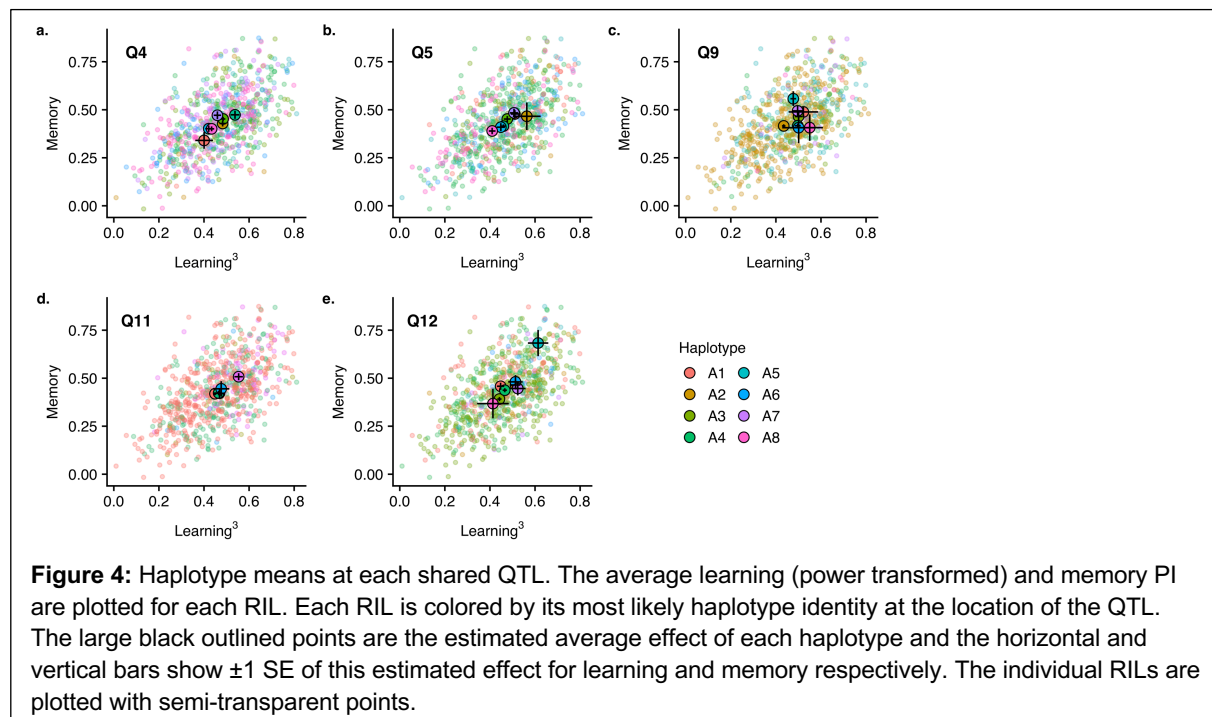 a.
Q4
Memory
0.75
0.50
0.25
0.00
0.0 0.2 0.4 0.6 0.8
Learning³
b.
Q5
Memory
0.75
0.50
0.25
0.00
0.0 0.2 0.4 0.6 0.8
Learning³
c.
Q9
Memory
0.75
0.50
0.25
0.00
0.0 0.2 0.4 0.6 0.8
Learning³
d.
Q11
Memory
0.75
0.50
0.25
0.00
0.0 0.2 0.4 0.6 0.8
Learning³
e.
Q12
Memory
0.75
0.50
0.25
0.00
0.0 0.2 0.4 0.6 0.8
Learning³
Haplotype
A1 A5
A2 A6
A3 A7
A4 A8
Figure 4: Haplotype means at each shared QTL. The average learning (power transformed) and memory PI
are plotted for each RIL. Each RIL is colored by its most likely haplotype identity at the location of the QTL.
The large black outlined points are the estimated average effect of each haplotype and the horizontal and
vertical bars show ±1 SE of this estimated effect for learning and memory respectively. The individual RILs are
plotted with semi-transparent points.